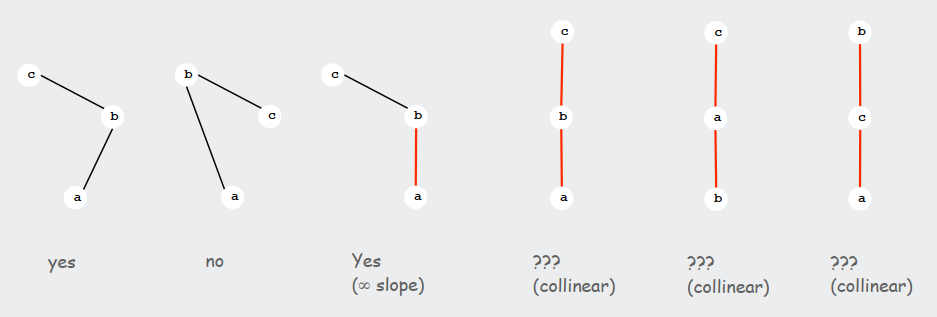 c
b
a
yes
b
c
a
no
c
b
a
Yes
(∞ slope)
c
b
a
???
(collinear)
c
a
b
???
(collinear)
b
c
a
???
(collinear)